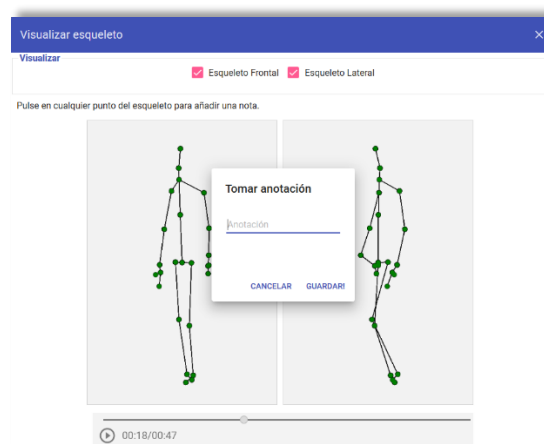 Visualizar esqueleto
Visualizar
Esqueleto Frontal Esqueleto Lateral
Pulse en cualquier punto del esqueleto para añadir una nota.
Tomar anotación
Anotación
CANCELAR GUARDAR!
00:18/00:47